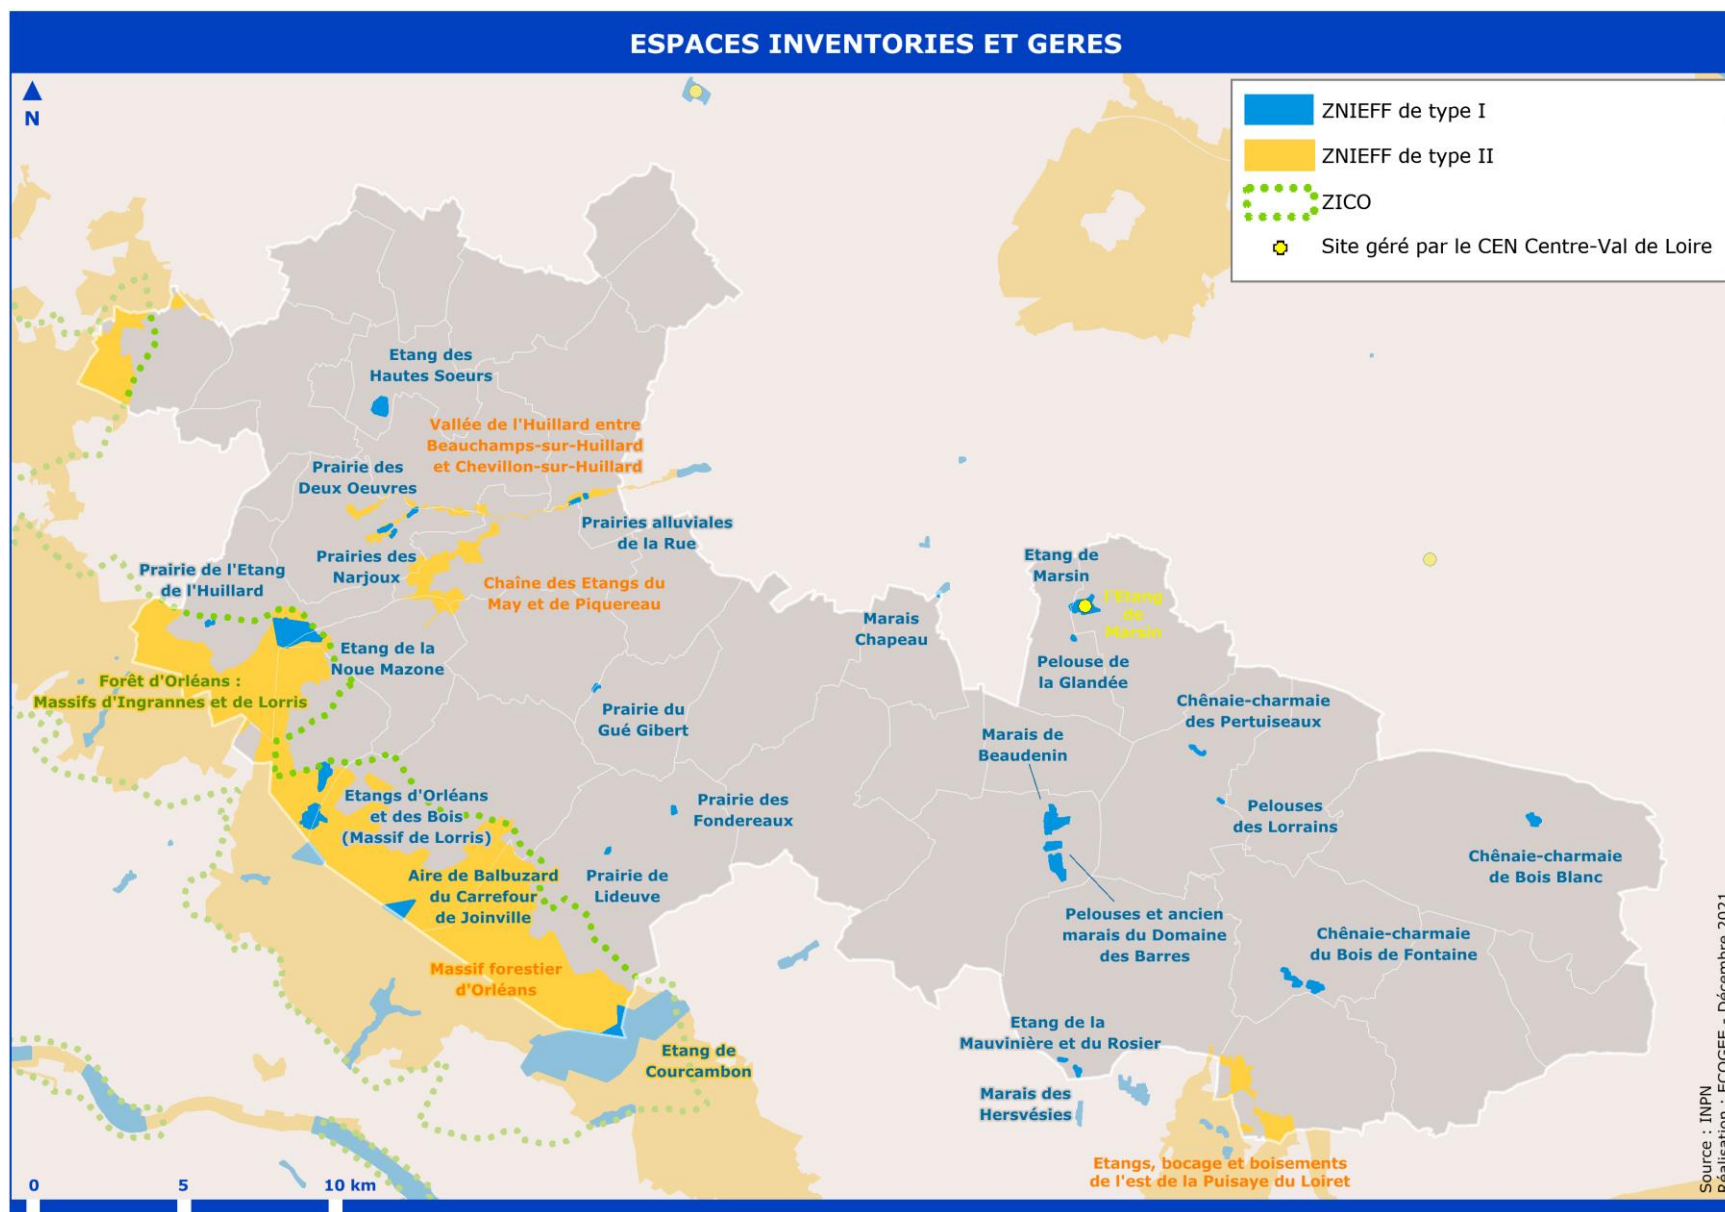 ESPACES INVENTORIES ET GERES
N
ZNIEFF de type I
ZNIEFF de type II
ZICO
Site géré par le CEN Centre-Val de Loire
Etang des
Hautes Soeurs
Vallée de l'Huillard entre
Beauchamps-sur-Huillard
et Chevillon-sur-Huillard
Prairie des
Deux Oeuvres
Prairies alluviales
de la Rue
Prairies des
Narjoux
Prairie de l'Etang
de l'Huillard
Chaîne des Etangs du
May et de Piquereau
Etang de
Marsin
l'Etang
de
Marsin
Marais
Chapeau
Etang de la
Noue Mazone
Pelouse de
la Glandée
Forêt d'Orléans :
Massifs d'Ingrannes et de Lorris
Prairie du
Gué Gibert
Chênaie-charmaie
des Pertuiseaux
Marais de
Beaudenin
Etangs d'Orléans
et des Bois
(Massif de Lorris)
Prairie des
Fondereaux
Pelouses
des Lorrains
Chênaie-charmaie
de Bois Blanc
Aire de Balbuzard
du Carrefour
de Joinville
Prairie de
Lideuve
Pelouses et ancien
marais du Domaine
des Barres
Chênaie-charmaie
du Bois de Fontaine
Massif forestier
d'Orléans
Etang de la
Mauvinière et du Rosier
Etang de
Courcambon
Marais des
Hersvésies
Etangs, bocage et boisements
de l'est de la Puisaye du Loiret
0 5 10 km
Source : INPN
Réalisation : ECOGEE - Décembre 2021